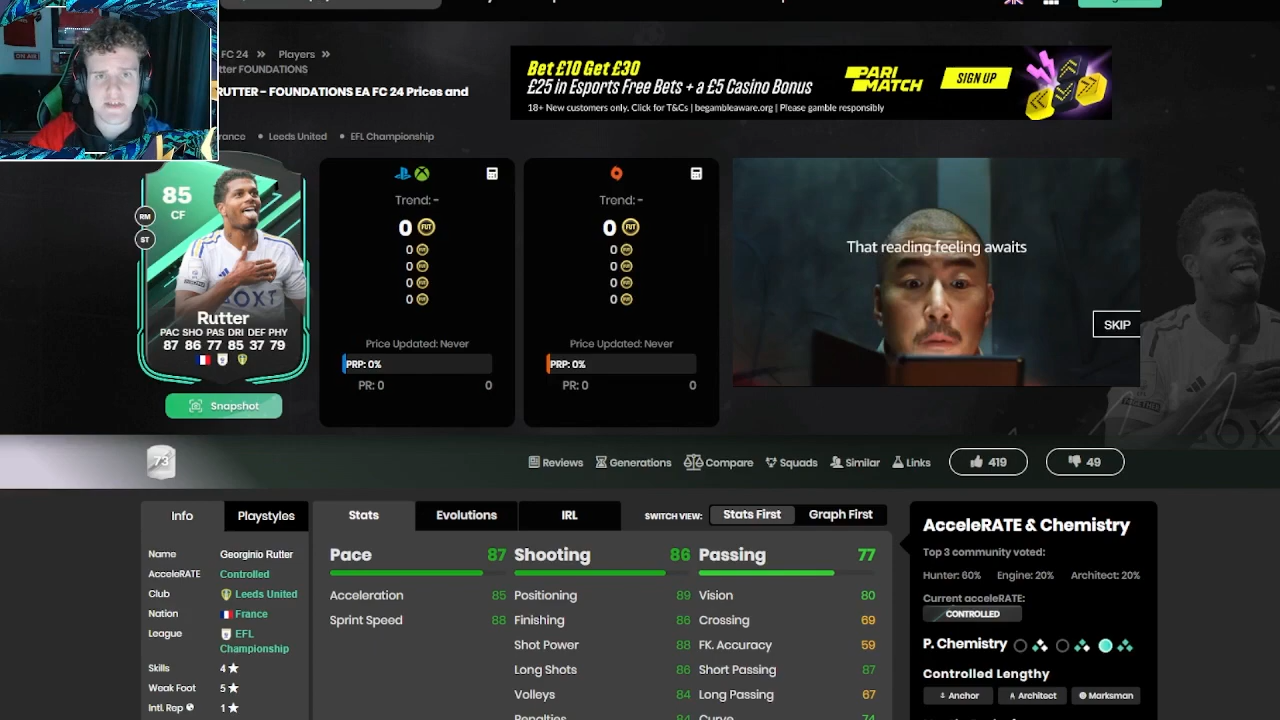 ON AIR
FC 24 >> Players >>
tter FOUNDATIONS
RUTTER - FOUNDATIONS EA FC 24 Prices and
rance • Leeds United • EFL Championship
Bet £10 Get £30
£25 in Esports Free Bets + a £5 Casino Bonus
18+ New customers only. Click for T&Cs | begambleaware.org | Please gamble responsibly
PARI MATCH
SIGN UP
85
CF
RM
ST
Rutter
PAC SHO PAS DRI DEF PHY
87 86 77 85 37 79
Snapshot
Trend: -
0 FUT
0
0
0
0
Price Updated: Never
PRP: 0%
PR: 0 0
Trend: -
0 FUT
0
0
0
0
Price Updated: Never
PRP: 0%
PR: 0 0
That reading feeling awaits
SKIP
73
Reviews Generations Compare Squads Similar Links 419 49
Info Playstyles
Name Georginio Rutter
AcceleRATE Controlled
Club Leeds United
Nation France
League EFL
Championship
Skills 4★
Weak Foot 5★
Intl. Rep 1★
Stats Evolutions IRL SWITCH VIEW: Stats First Graph First
Pace 87
Acceleration 85
Sprint Speed 88
Shooting 86
Positioning 89
Finishing 86
Shot Power 88
Long Shots 86
Volleys 84
Penalties 84
Passing 77
Vision 80
Crossing 69
FK. Accuracy 59
Short Passing 87
Long Passing 67
Curve 74
AcceleRATE & Chemistry
Top 3 community voted:
Hunter: 60% Engine: 20% Architect: 20%
Current acceleRATE:
CONTROLLED
P. Chemistry
Controlled Lengthy
Anchor Architect Marksman